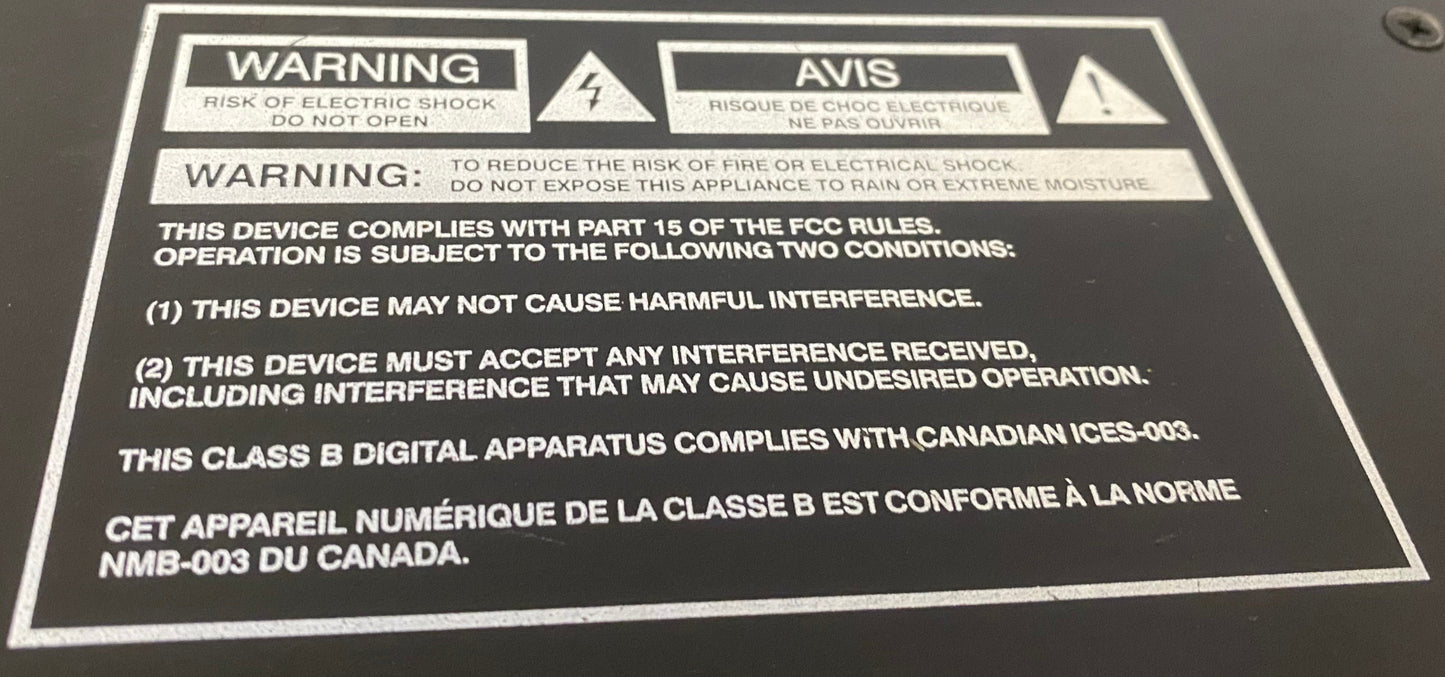 WARNING
RISK OF ELECTRIC SHOCK
DO NOT OPEN
AVIS
RISQUE DE CHOC ELECTRIQUE
NE PAS OUVRIR
!
WARNING:
TO REDUCE THE RISK OF FIRE OR ELECTRICAL SHOCK.
DO NOT EXPOSE THIS APPLIANCE TO RAIN OR EXTREME MOISTURE.
THIS DEVICE COMPLIES WITH PART 15 OF THE FCC RULES.
OPERATION IS SUBJECT TO THE FOLLOWING TWO CONDITIONS:
(1) THIS DEVICE MAY NOT CAUSE HARMFUL INTERFERENCE.
(2) THIS DEVICE MUST ACCEPT ANY INTERFERENCE RECEIVED,
INCLUDING INTERFERENCE THAT MAY CAUSE UNDESIRED OPERATION.
THIS CLASS B DIGITAL APPARATUS COMPLIES WITH CANADIAN ICES-003.
CET APPAREIL NUMÉRIQUE DE LA CLASSE B EST CONFORME À LA NORME
NMB-003 DU CANADA.